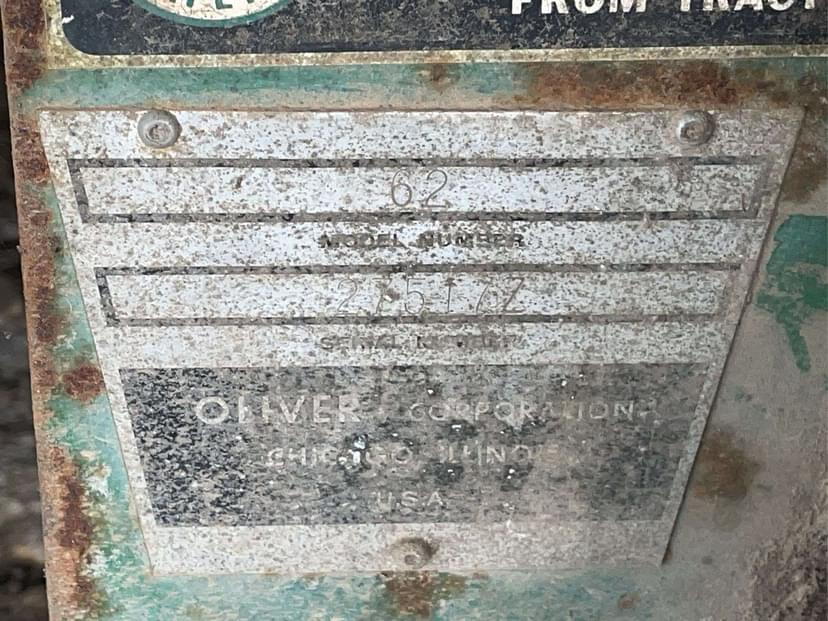 FROM TRACT
62
MODEL NUMBER
SERIAL NUMBER
OLIVER CORPORATION
CHICAGO, ILLINOIS
U.S.A.